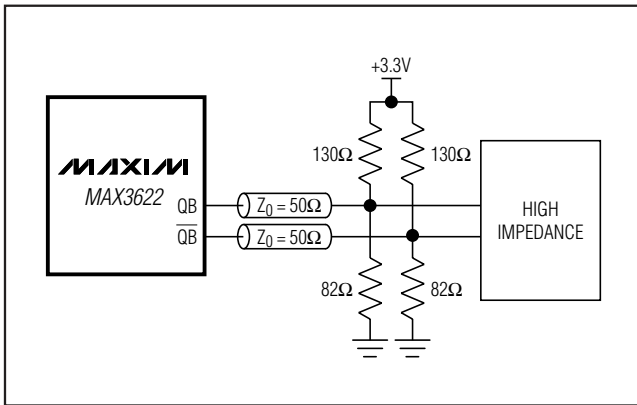 +3.3V
130Ω 130Ω
MAXIM
MAX3622
QB Z0 = 50Ω
QB Z0 = 50Ω
HIGH
IMPEDANCE
82Ω 82Ω